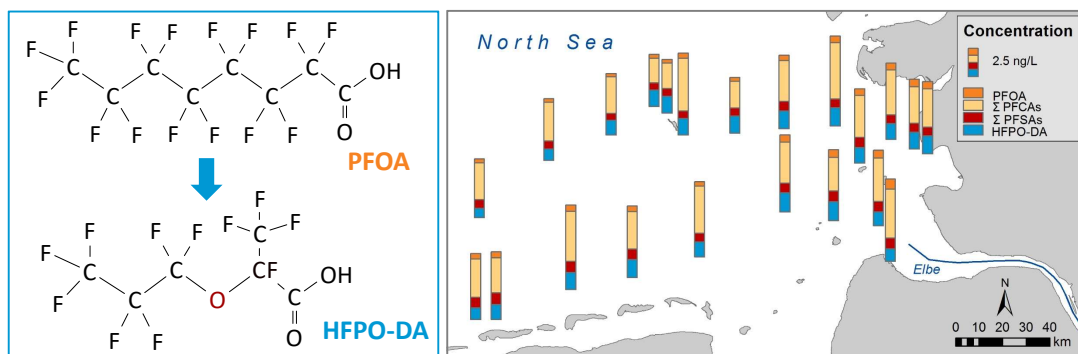 F F F F F F F F
F C C C C OH
F C C C C
F F F F F F O
PFOA
F F
F
F F C
F F
F C C CF OH
F C O C
F F O
HFPO-DA
North Sea
Concentration
2.5 ng/L
PFOA
Σ PFCAs
Σ PFSAs
HFPO-DA
Elbe
N
0 10 20 30 40
km